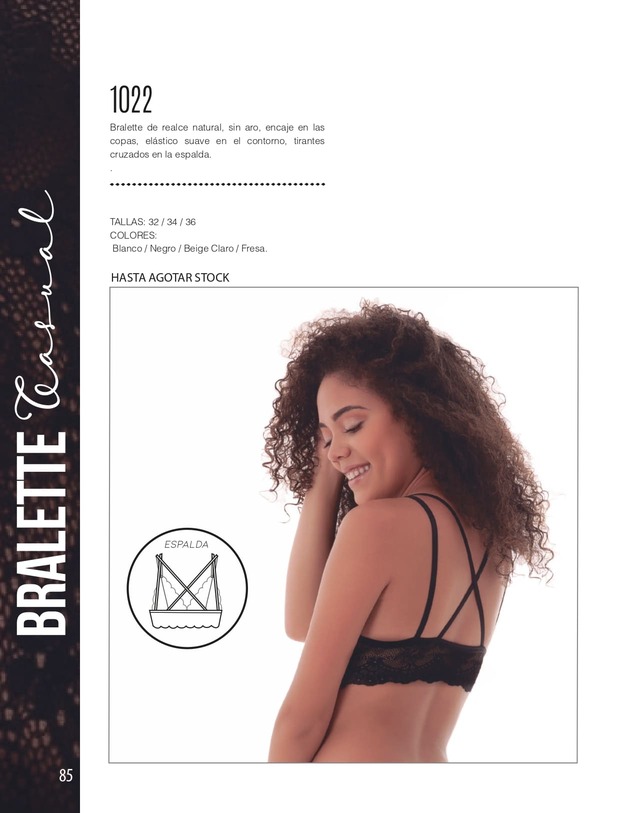 1022
Bralette de realce natural, sin aro, encaje en las
copas, elástico suave en el contorno, tirantes
cruzados en la espalda.
.
TALLAS: 32 / 34 / 36
COLORES:
Blanco / Negro / Beige Claro / Fresa.
HASTA AGOTAR STOCK
ESPALDA
BRALETTE Casual
85